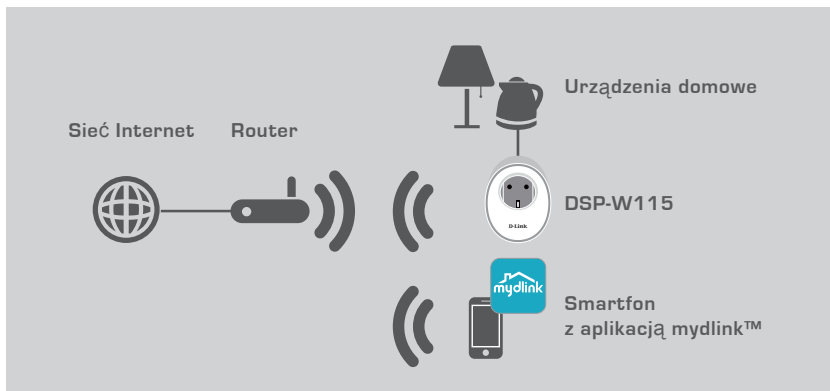 Urządzenia domowe
Sieć Internet
Router
DSP-W115
D-Link
mydlink
Smartfon
z aplikacją mydlink™